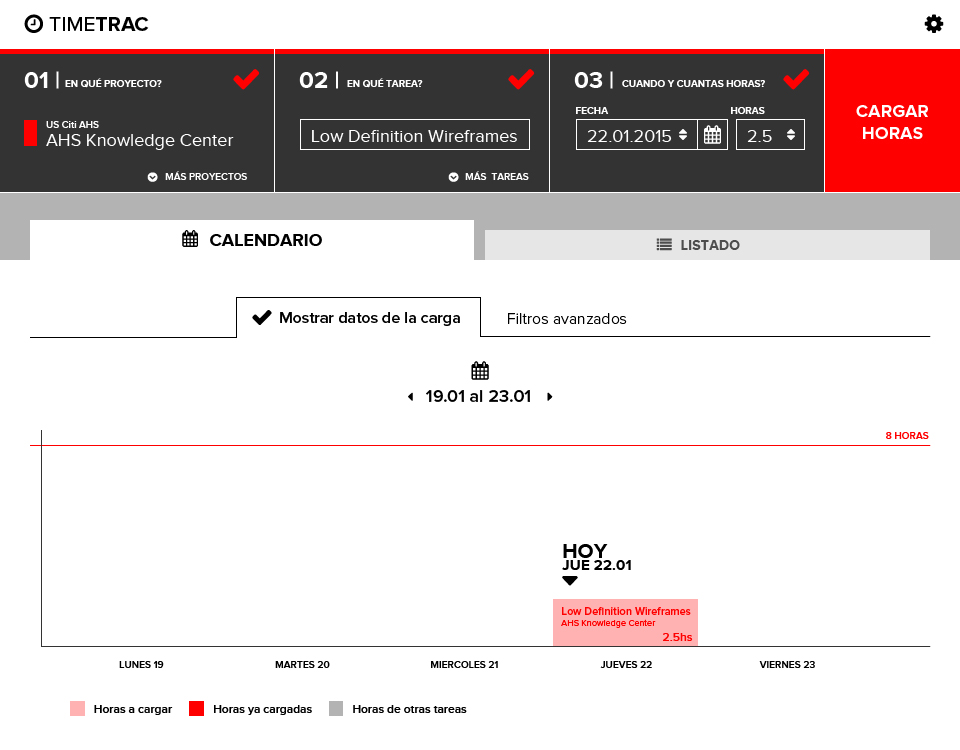 TIMETRAC
01 | EN QUÉ PROYECTO?
US Citi AHS
AHS Knowledge Center
MÁS PROYECTOS
02 | EN QUÉ TAREA?
Low Definition Wireframes
MÁS TAREAS
03 | CUANDO Y CUANTAS HORAS?
FECHA HORAS
22.01.2015 2.5
CARGAR
HORAS
CALENDARIO
LISTADO
Mostrar datos de la carga
Filtros avanzados
19.01 al 23.01
8 HORAS
HOY
JUE 22.01
Low Definition Wireframes
AHS Knowledge Center
2.5hs
LUNES 19 MARTES 20 MIERCOLES 21 JUEVES 22 VIERNES 23
Horas a cargar Horas ya cargadas Horas de otras tareas